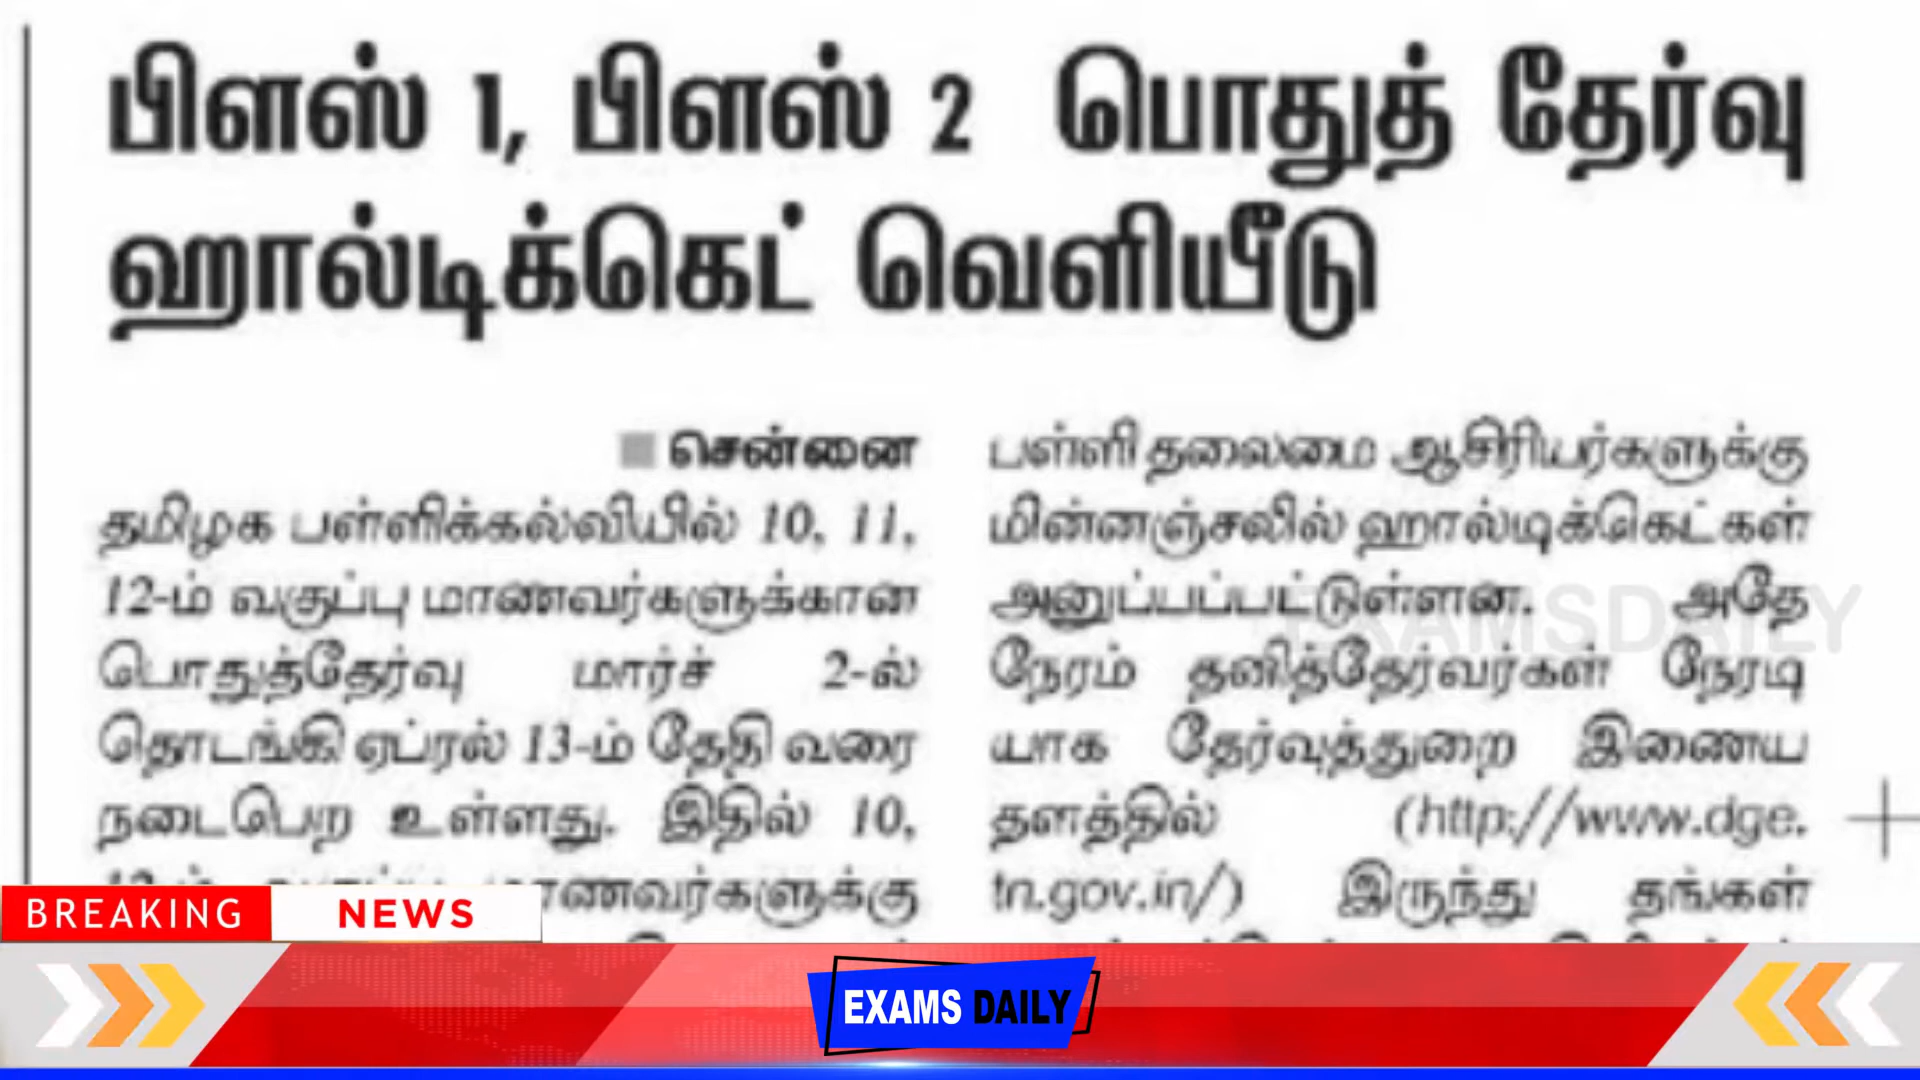 பிளஸ் 1, பிளஸ் 2 பொதுத் தேர்வு
ஹால்டிக்கெட் வெளியீடு
சென்னை
தமிழக பள்ளிக்கல்வியில் 10, 11,
12-ம் வகுப்பு மாணவர்களுக்கான
பொதுத்தேர்வு மார்ச் 2-ல்
தொடங்கி ஏப்ரல் 13-ம் தேதி வரை
நடைபெற உள்ளது. இதில் 10,
பள்ளி தலைமை ஆசிரியர்களுக்கு
மின்னஞ்சலில் ஹால்டிக்கெட்கள்
அனுப்பப்பட்டுள்ளன. அதே
நேரம் தனித்தேர்வர்கள் நேரடி
யாக தேர்வுத்துறை இணைய
தளத்தில் (http://www.dge.
tn.gov.in/) இருந்து தங்கள்
EXAMSDAILY
BREAKING NEWS
EXAMS DAILY